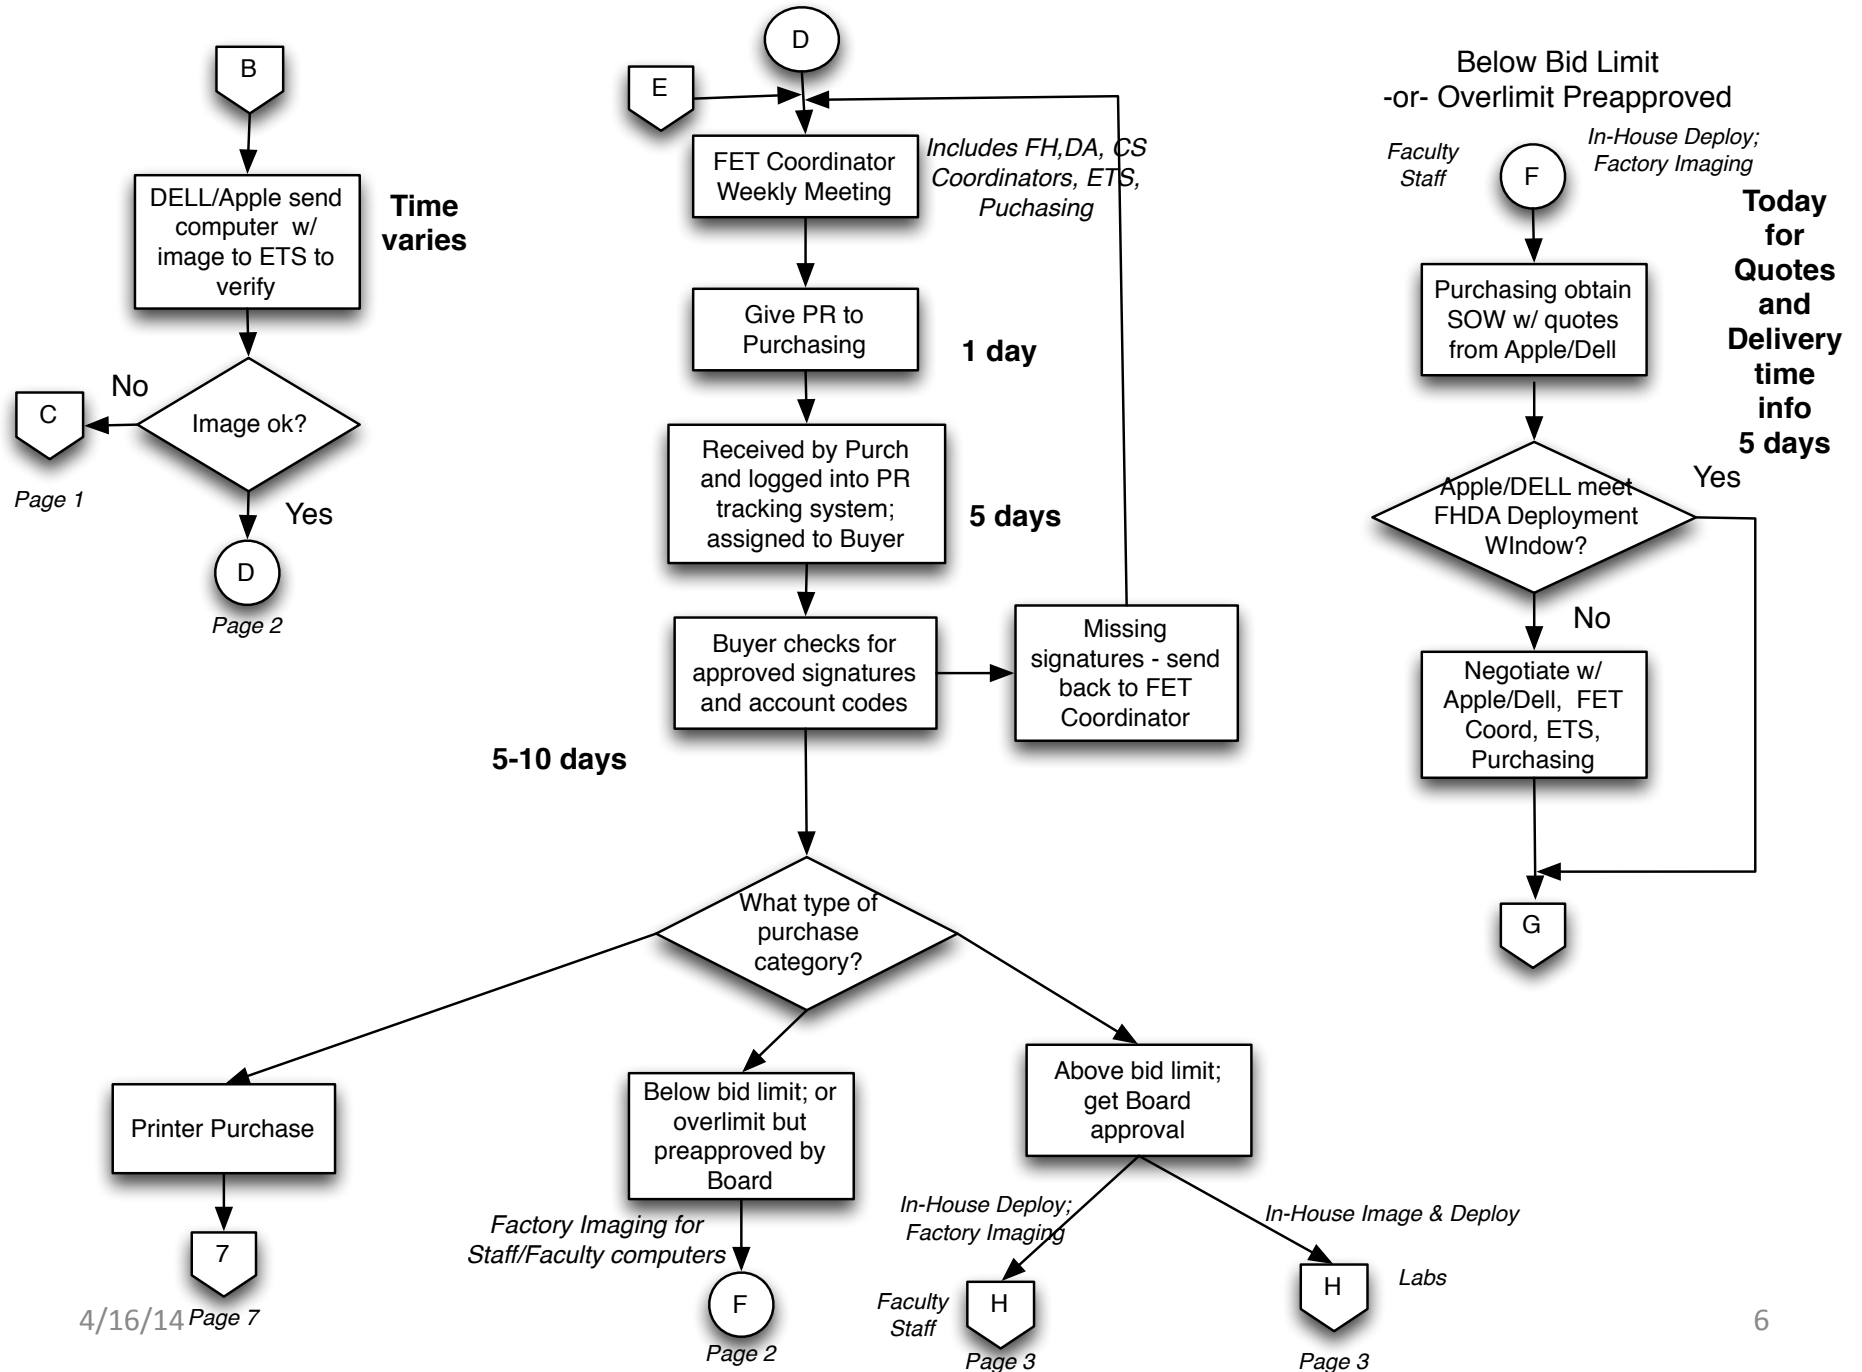 B
DELL/Apple send
computer w/
image to ETS to
verify
Time
varies
No
Image ok?
C
Page 1
Yes
D
Page 2
D
E
FET Coordinator
Weekly Meeting
Includes FH,DA, CS
Coordinators, ETS,
Puchasing
Give PR to
Purchasing
1 day
Received by Purch
and logged into PR
tracking system;
assigned to Buyer
5 days
Buyer checks for
approved signatures
and account codes
Missing
signatures - send
back to FET
Coordinator
5-10 days
What type of
purchase
category?
Printer Purchase
7
Page 7
Below bid limit; or
overlimit but
preapproved by
Board
Factory Imaging for
Staff/Faculty computers
F
Page 2
Above bid limit;
get Board
approval
In-House Deploy;
Factory Imaging
Faculty
Staff
H
Page 3
In-House Image & Deploy
H
Labs
Page 3
Below Bid Limit
-or- Overlimit Preapproved
Faculty
Staff
F
In-House Deploy;
Factory Imaging
Today
for
Quotes
and
Delivery
time
info
5 days
Purchasing obtain
SOW w/ quotes
from Apple/Dell
Apple/DELL meet
FHDA Deployment
WIndow?
Yes
No
Negotiate w/
Apple/Dell, FET
Coord, ETS,
Purchasing
G
4/16/14
6